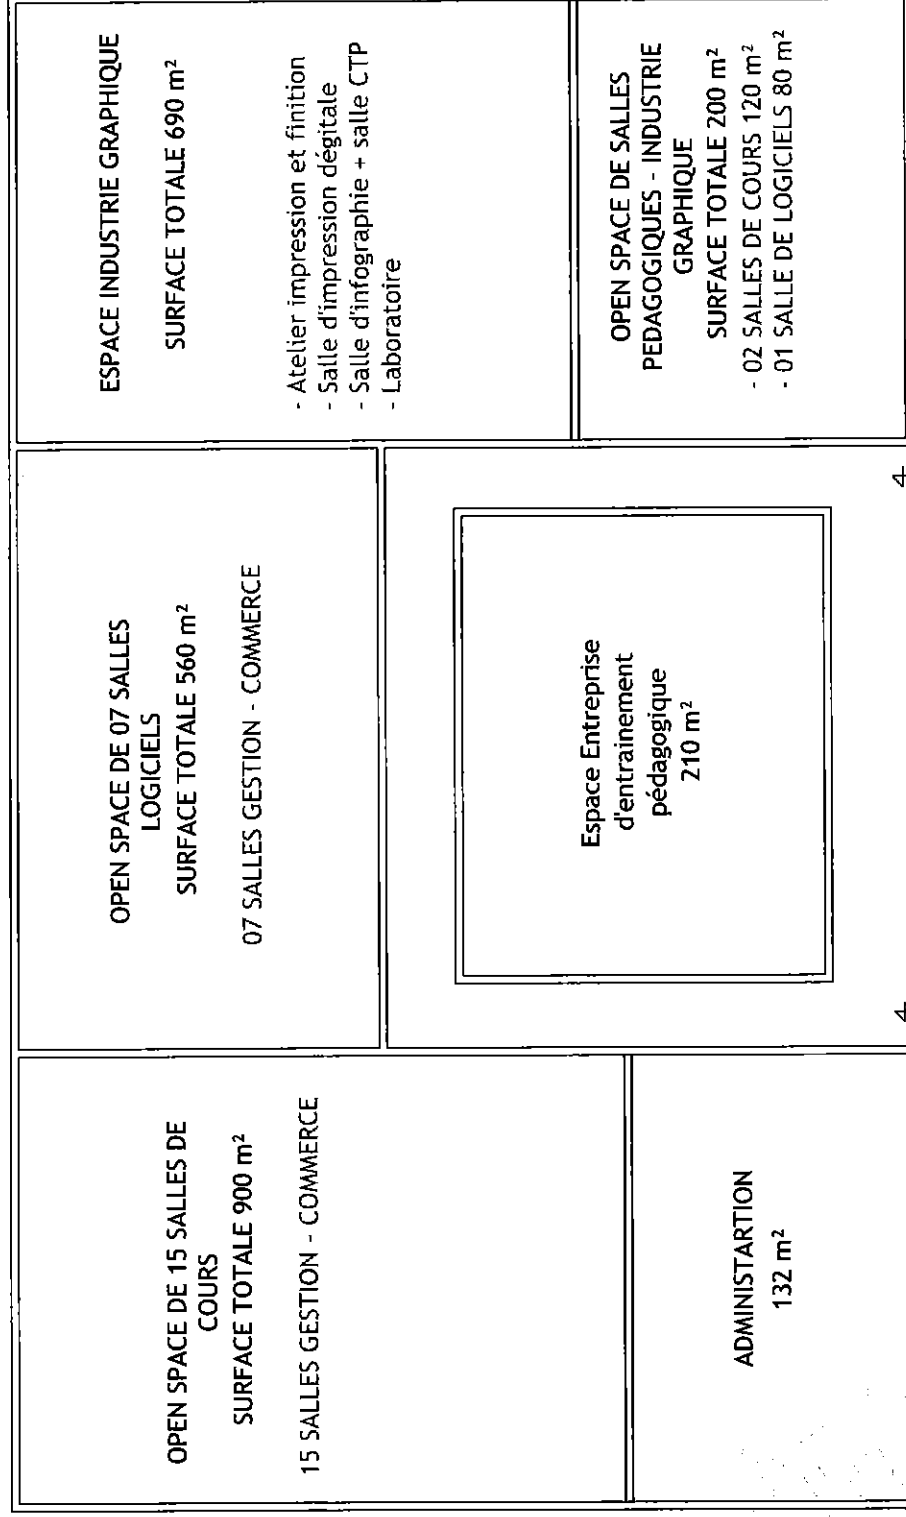 OPEN SPACE DE 15 SALLES DE
COURS
SURFACE TOTALE 900 m²
15 SALLES GESTION - COMMERCE
OPEN SPACE DE 07 SALLES
LOGICIELS
SURFACE TOTALE 560 m²
07 SALLES GESTION - COMMERCE
ESPACE INDUSTRIE GRAPHIQUE
SURFACE TOTALE 690 m²
- Atelier impression et finition
- Salle d'impression dégitale
- Salle d'infographie + salle CTP
- Laboratoire
ADMINISTARTION
132 m²
Espace Entreprise
d'entrainement
pédagogique
210 m²
OPEN SPACE DE SALLES
PEDAGOGIQUES - INDUSTRIE
GRAPHIQUE
SURFACE TOTALE 200 m²
- 02 SALLES DE COURS 120 m²
- 01 SALLE DE LOGICIELS 80 m²
4
4